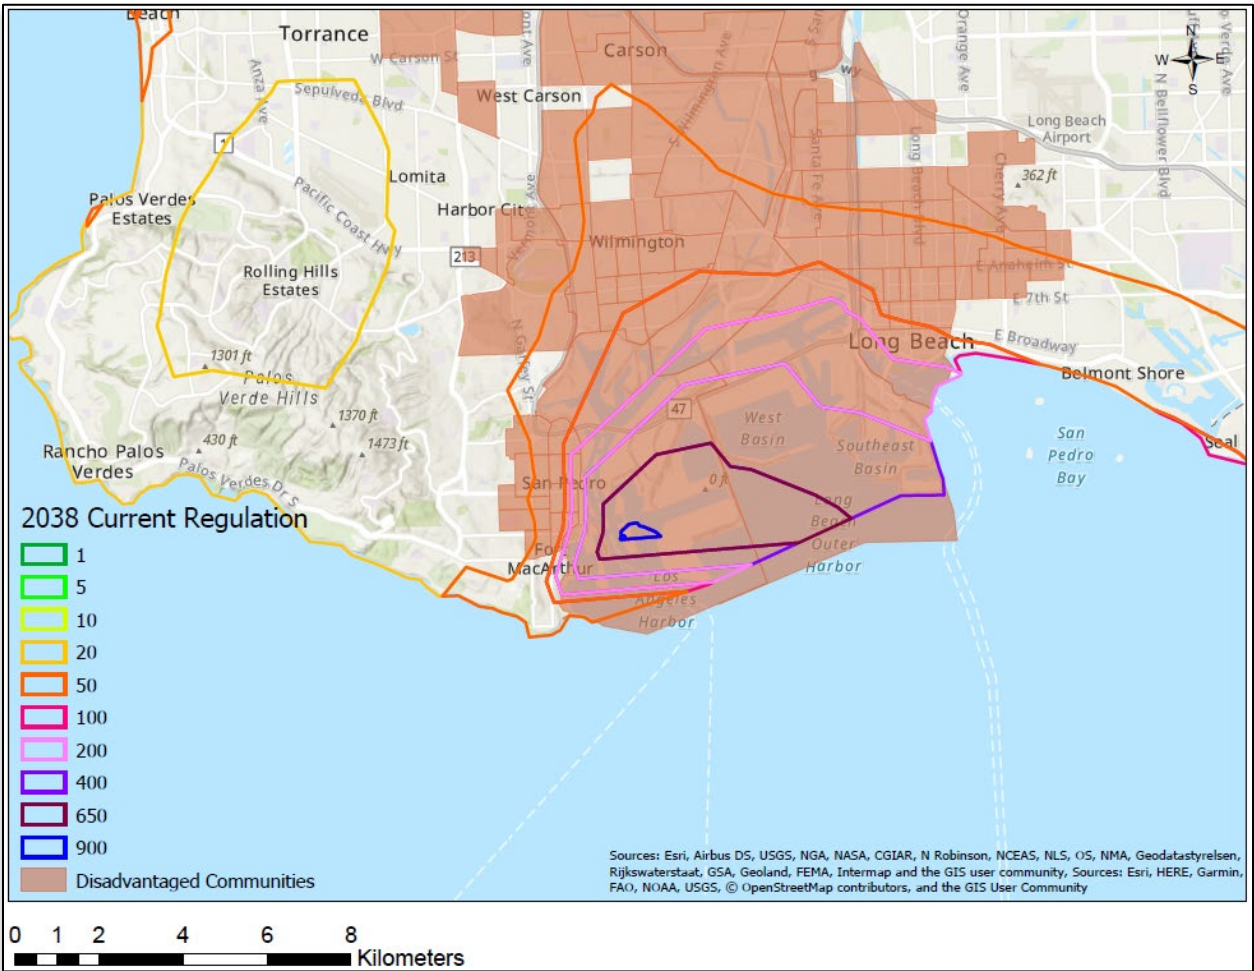 Beach
Torrance
W Carson St
Carson
ont Ave
Orange Ave
N
W
E
S
Anza Ave
Sepulveda Blvd
West Carson
S Wilmington Ave
Wy
Long Beach
Airport
N Bellflower Blvd
o Verde Ave
1
Lomita
Santa Fe Ave
Long Beach Blvd
Cherry Ave
362 ft
Palos Verdes
Estates
Pacific Coast Hwy
Harbor Cit
213
Wilmington
Rolling Hills
Estates
E Anaheim St
E 7th St
1301 ft
Palos
Verde Hills
N Gaffey St
Long Beach
E Broadway
Belmont Shore
47
1370 ft
430 ft
1473 ft
West
Basin
Southeast
Basin
San
Pedro
Bay
Seal
Rancho Palos
Verdes
Palos Verdes Dr S
San Pedro
0 ft
Long
Beach
Outer
Harbor
For
MacArthur
Los
Angeles
Harbor
2038 Current Regulation
1
5
10
20
50
100
200
400
650
900
Disadvantaged Communities
Sources: Esri, Airbus DS, USGS, NGA, NASA, CGIAR, N Robinson, NCEAS, NLS, OS, NMA, Geodatastyrelsen,
Rijkswaterstaat, GSA, Geoland, FEMA, Intermap and the GIS user community, Sources: Esri, HERE, Garmin,
FAO, NOAA, USGS, © OpenStreetMap contributors, and the GIS User Community
0 1 2 4 6 8
Kilometers